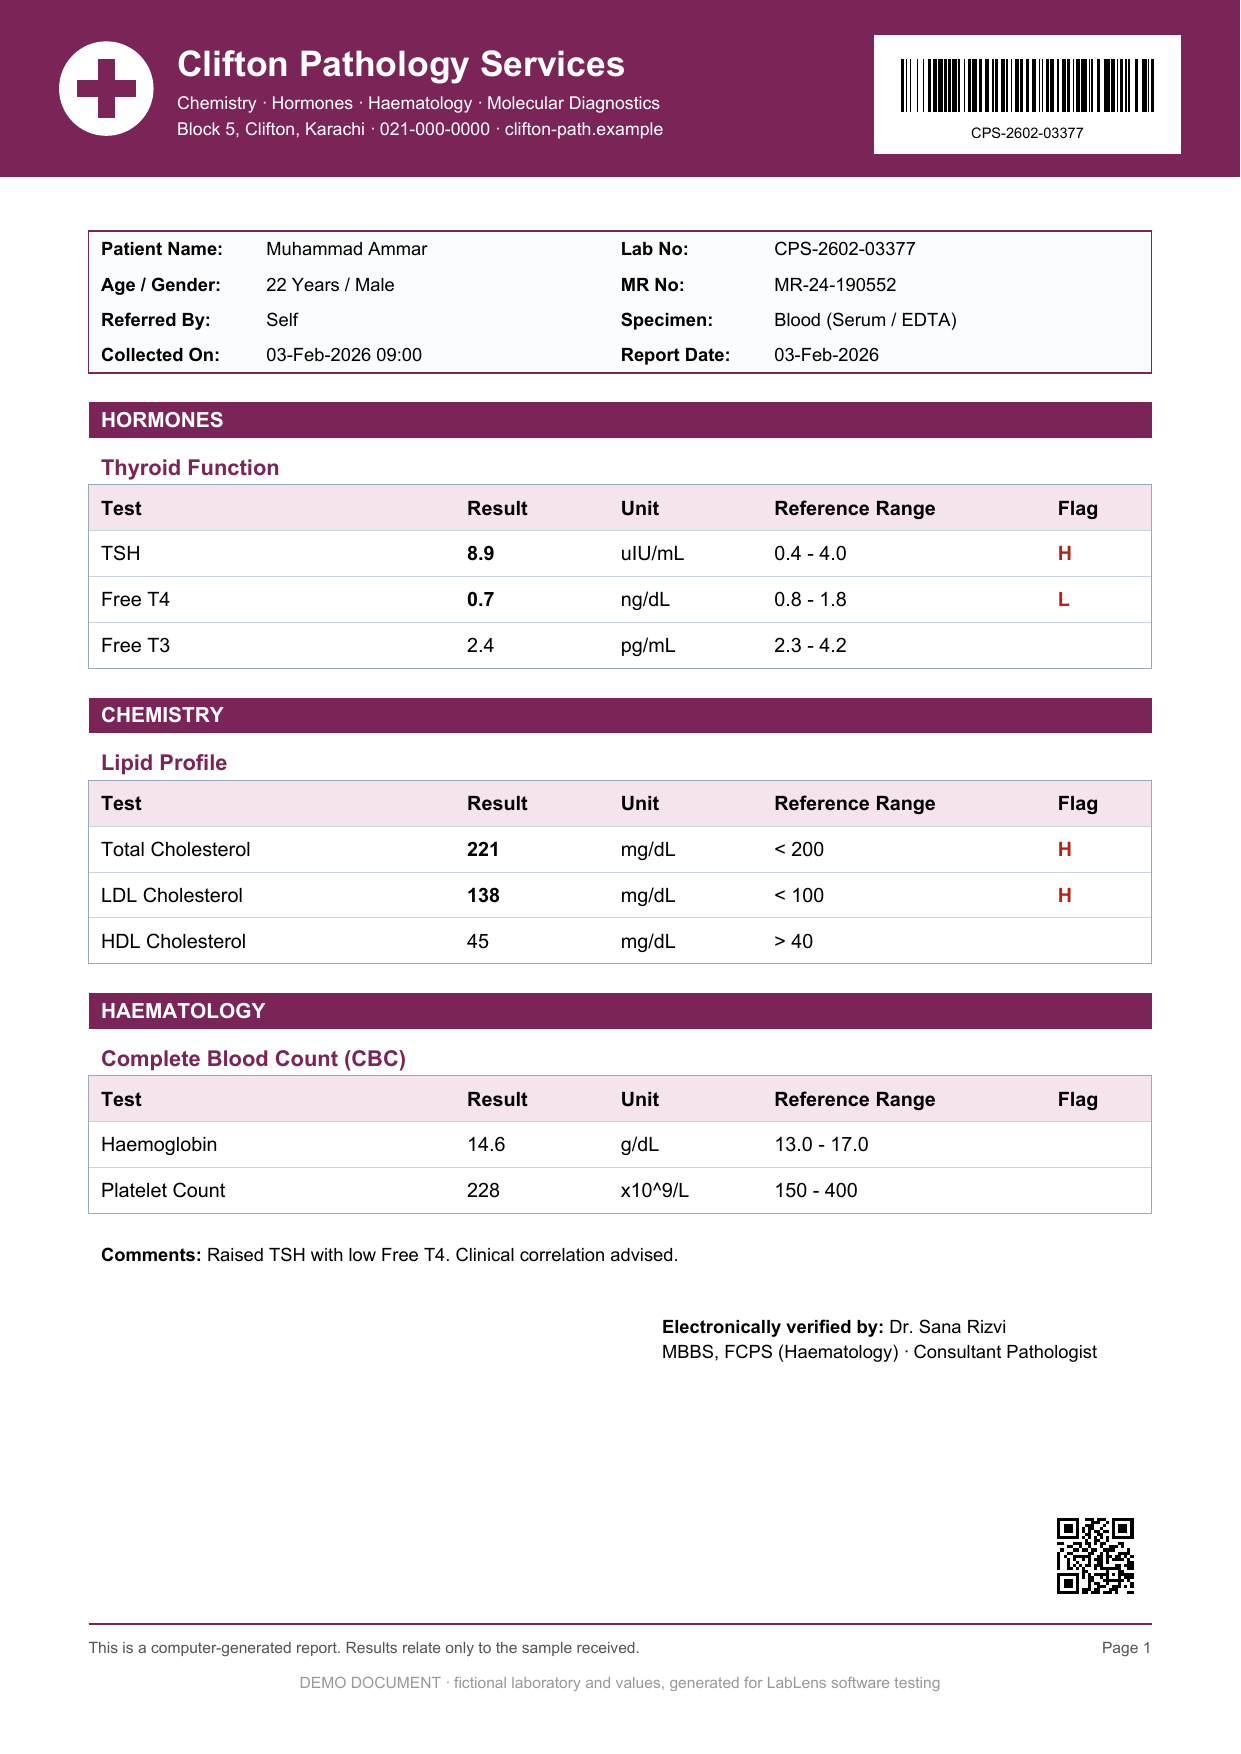 Clifton Pathology Services
Chemistry · Hormones · Haematology · Molecular Diagnostics
Block 5, Clifton, Karachi · 021-000-0000 · clifton-path.example
CPS-2602-03377
Patient Name: Muhammad Ammar Lab No: CPS-2602-03377
Age / Gender: 22 Years / Male MR No: MR-24-190552
Referred By: Self Specimen: Blood (Serum / EDTA)
Collected On: 03-Feb-2026 09:00 Report Date: 03-Feb-2026
HORMONES
Thyroid Function
Test Result Unit Reference Range Flag
TSH 8.9 uIU/mL 0.4 - 4.0 H
Free T4 0.7 ng/dL 0.8 - 1.8 L
Free T3 2.4 pg/mL 2.3 - 4.2
CHEMISTRY
Lipid Profile
Test Result Unit Reference Range Flag
Total Cholesterol 221 mg/dL < 200 H
LDL Cholesterol 138 mg/dL < 100 H
HDL Cholesterol 45 mg/dL > 40
HAEMATOLOGY
Complete Blood Count (CBC)
Test Result Unit Reference Range Flag
Haemoglobin 14.6 g/dL 13.0 - 17.0
Platelet Count 228 x10^9/L 150 - 400
Comments: Raised TSH with low Free T4. Clinical correlation advised.
Electronically verified by: Dr. Sana Rizvi
MBBS, FCPS (Haematology) · Consultant Pathologist
This is a computer-generated report. Results relate only to the sample received. Page 1
DEMO DOCUMENT · fictional laboratory and values, generated for LabLens software testing